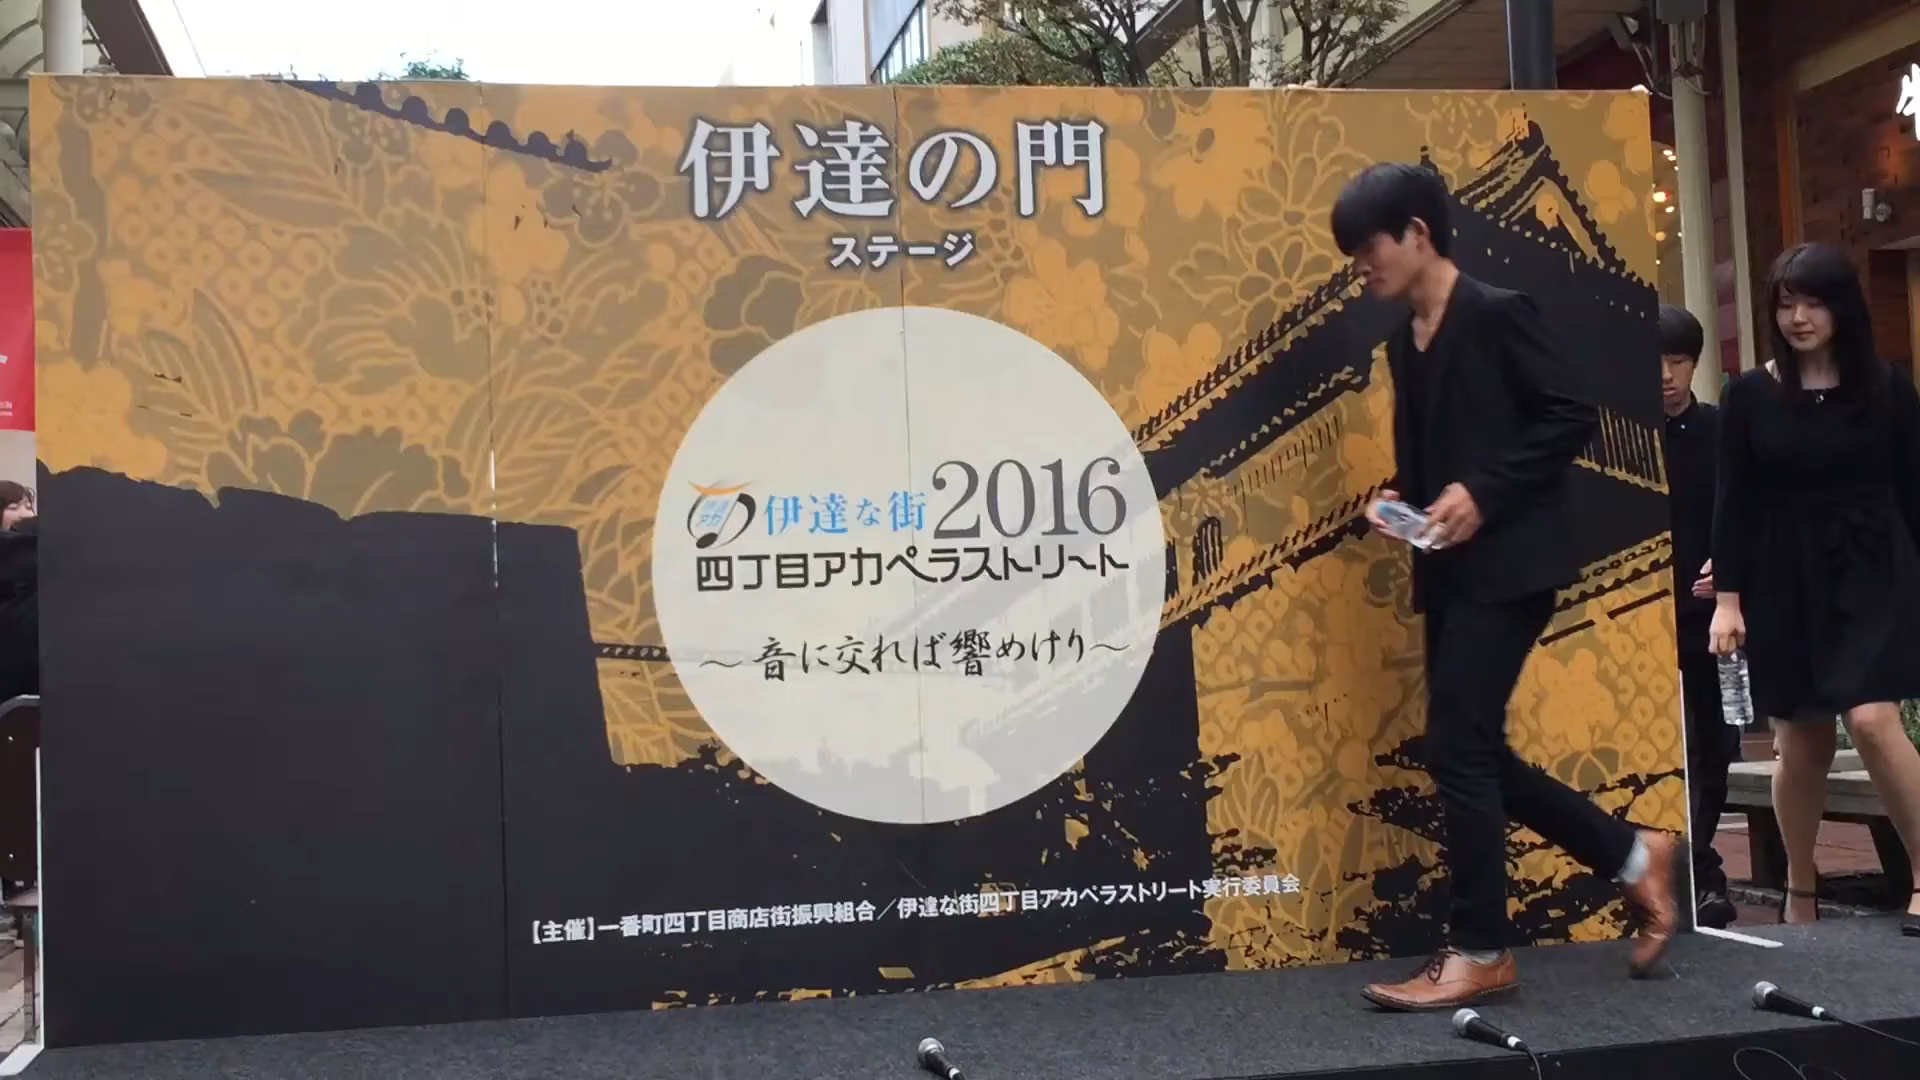 伊達の門
ステージ
伊達な街2016
四丁目アカペラストリート
～音に交れば響めけり～
【主催】一番町四丁目商店街振興組合／伊達な街四丁目アカペラストリート実行委員会